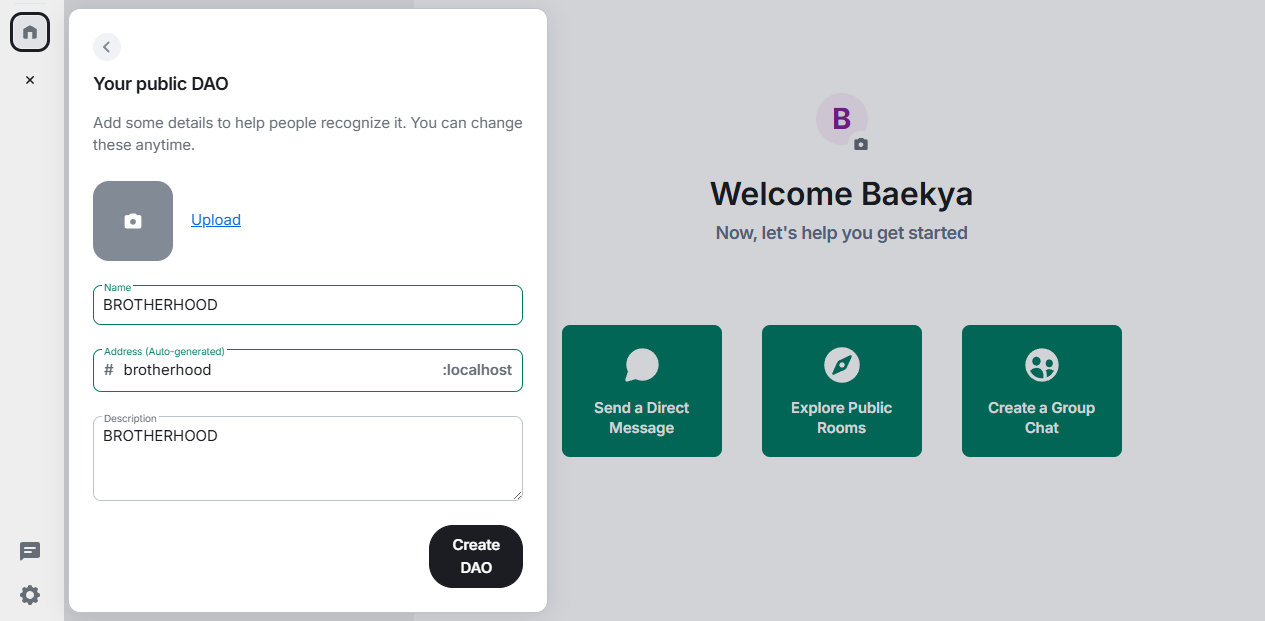 Your public DAO
Add some details to help people recognize it. You can change
these anytime.
Upload
Name
BROTHERHOOD
Address (Auto-generated)
# brotherhood :localhost
Description
BROTHERHOOD
Create
DAO
B
Welcome Baekya
Now, let's help you get started
Send a Direct
Message
Explore Public
Rooms
Create a Group
Chat